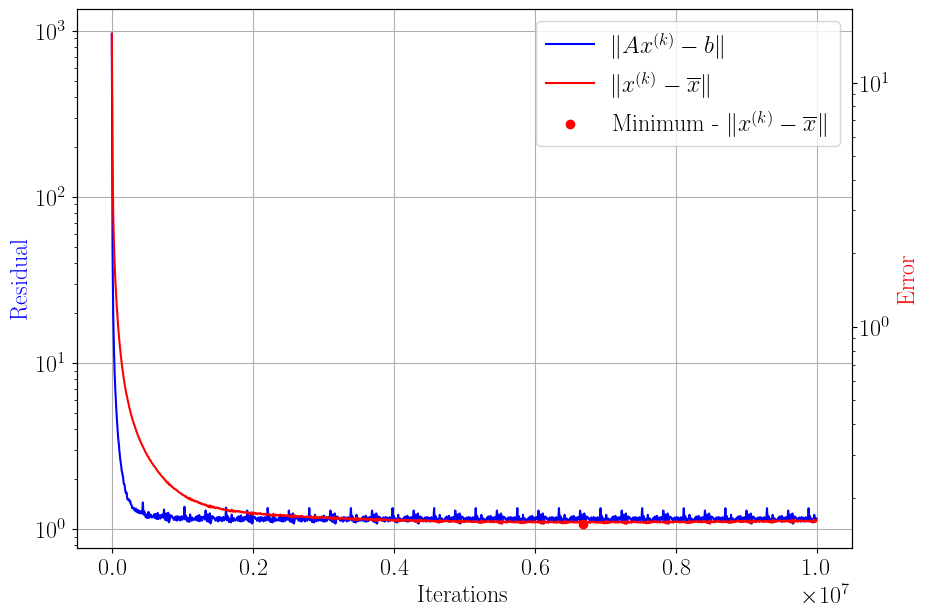 ‖Ax^{(k)} − b‖
‖x^{(k)} − x̅‖
Minimum - ‖x^{(k)} − x̅‖
10^3
10^2
10^1
10^0
Residual
10^1
10^0
Error
0.0 0.2 0.4 0.6 0.8 1.0
Iterations
×10^7